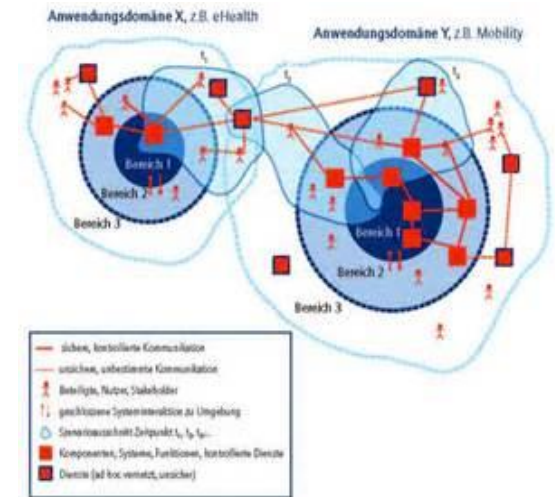 Anwendungsdomäne X, z.B. eHealth
Anwendungsdomäne Y, z.B. Mobility
Bereich 1
Bereich 2
Bereich 3
Bereich 1
Bereich 2
Bereich 3
sichere, kontrollierte Kommunikation
unsichere, unbestimmte Kommunikation
Beteiligte, Nutzer, Stakeholder
geschlossene Systeminteraktion zu Umgebung
Szenarioausschnitt Zeitpunkt
Komponenten, Systeme, Funktionen, kontrollierte Dienste
Dienste (ad hoc vernetzt, unsicher)